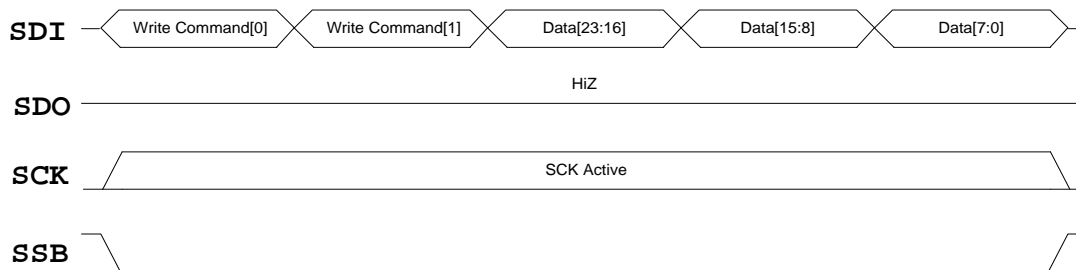 SDI Write Command[0] Write Command[1] Data[23:16] Data[15:8] Data[7:0]
HiZ
SDO
SCK SCK Active
SSB